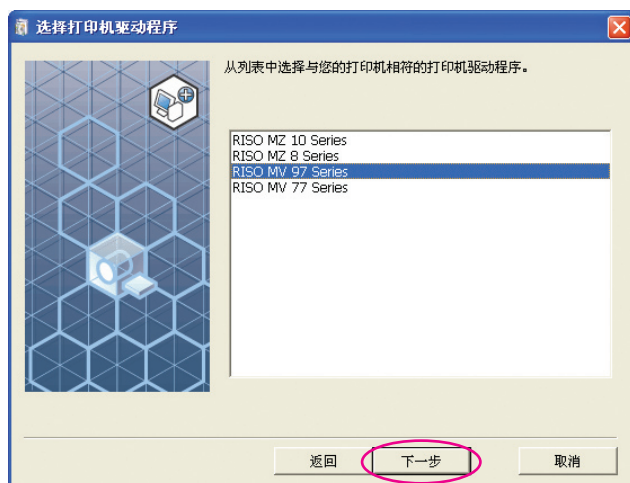 选择打印机驱动程序
从列表中选择与您的打印机相符的打印机驱动程序。
RISO MZ 10 Series
RISO MZ 8 Series
RISO MV 97 Series
RISO MV 77 Series
返回 下一步 取消